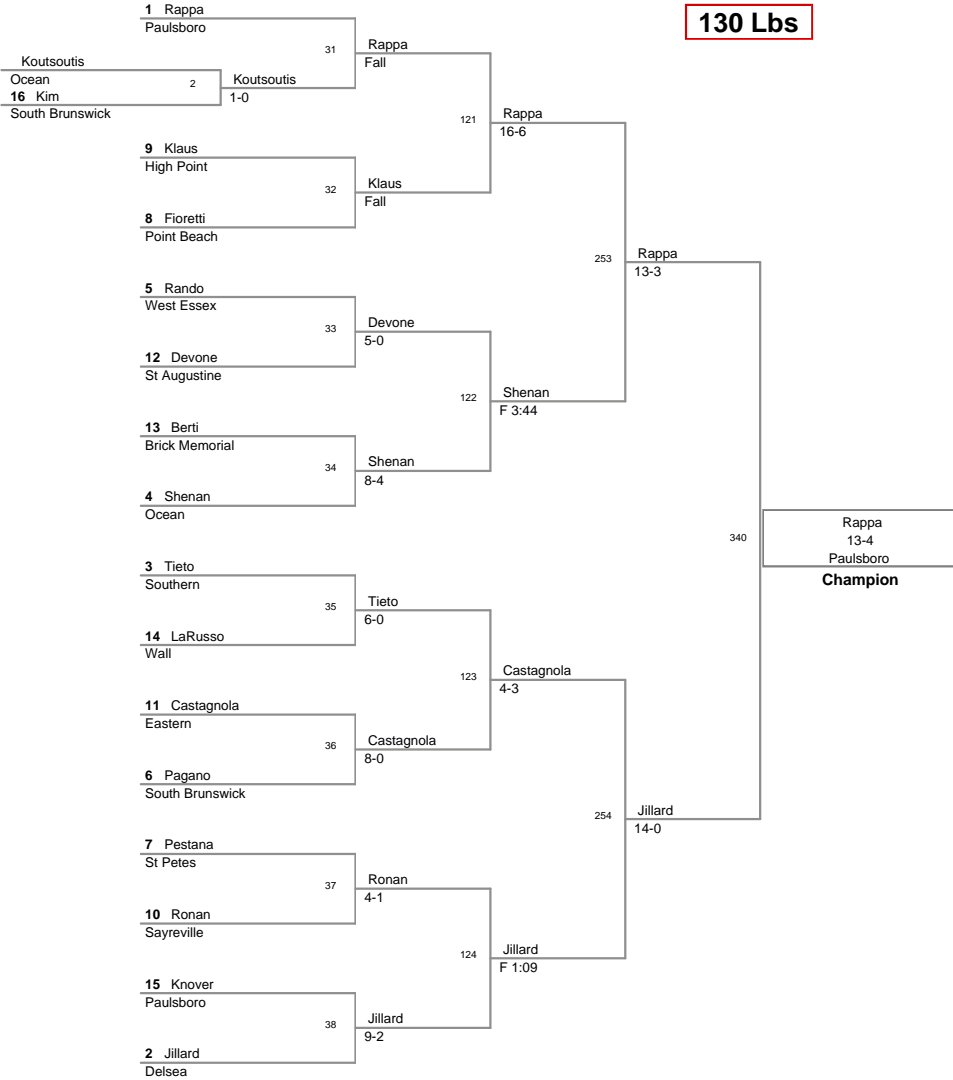 130 Lbs
1 Rappa
Paulsboro
31
Koutsoutis
Ocean
2
16 Kim
South Brunswick
Koutsoutis
1-0
Rappa
Fall
9 Klaus
High Point
32
8 Fioretti
Point Beach
Klaus
Fall
121
Rappa
16-6
5 Rando
West Essex
33
12 Devone
St Augustine
Devone
5-0
13 Berti
Brick Memorial
34
4 Shenan
Ocean
Shenan
8-4
122
Shenan
F 3:44
253
Rappa
13-3
3 Tieto
Southern
35
14 LaRusso
Wall
Tieto
6-0
11 Castagnola
Eastern
36
6 Pagano
South Brunswick
Castagnola
8-0
123
Castagnola
4-3
7 Pestana
St Petes
37
10 Ronan
Sayreville
Ronan
4-1
15 Knover
Paulsboro
38
2 Jillard
Delsea
Jillard
9-2
124
Jillard
F 1:09
254
Jillard
14-0
340
Rappa
13-4
Paulsboro
Champion